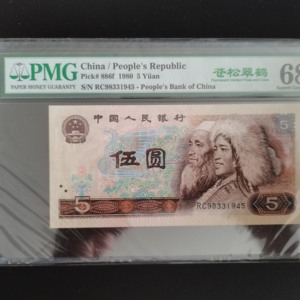 PMG
PAPER MONEY GUARANTY
China / People's Republic
Pick# 886f 1980 5 Yüan
S/N RC98331945 - People's Bank of China
苍松翠鹤
68
中国人民银行
伍圆
5
5
5
RC98331945